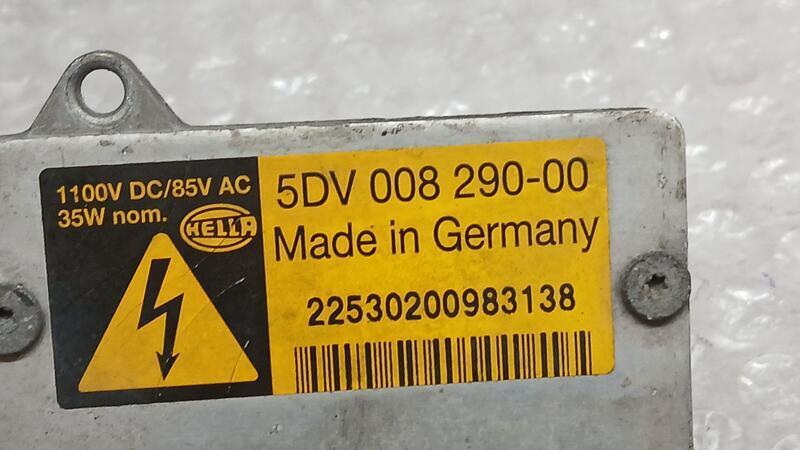 1100V DC/85V AC
35W nom.
HELLA
5DV 008 290-00
Made in Germany
22530200983138